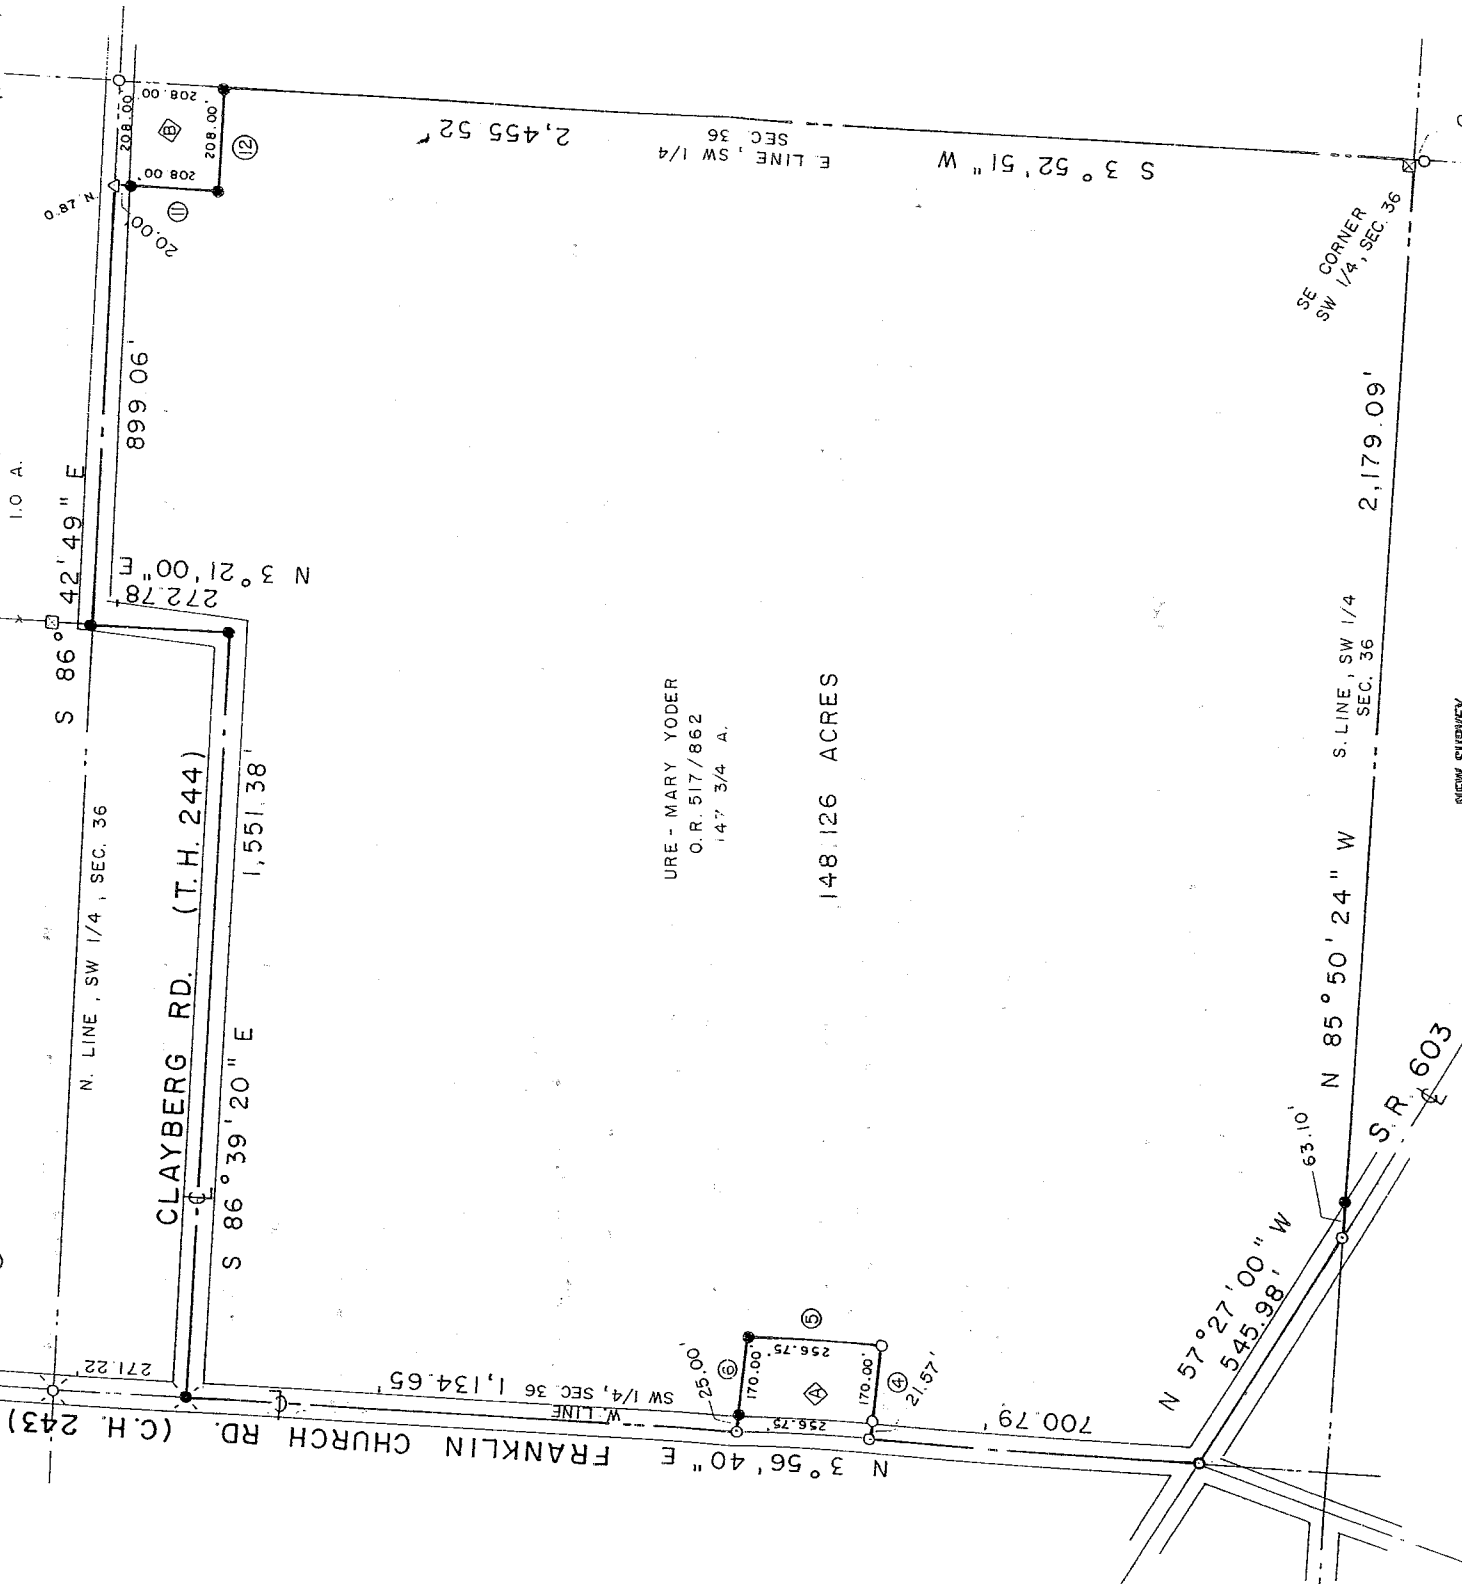 208.00'
208.00'
208.00'
208.00'
B
12
11
0.87' N.
20.00'
2,455.52'
E. LINE, SW 1/4
SEC. 36
S 3° 52' 51" W
SE CORNER
SW 1/4, SEC. 36
899.06'
1.0 A.
S 86° 42' 49" E
N 3° 21' 00" E
272.78'
2,179.09'
S. LINE, SW 1/4
SEC. 36
N 85° 50' 24" W
NEW SURVEY
URE - MARY YODER
O.R. 517/862
147 3/4 A.
148.126 ACRES
N. LINE, SW 1/4, SEC. 36
CLAYBERG RD. (T.H. 244)
1,551.38'
S 86° 39' 20" E
S.R. 603
63.10'
N 57° 27' 00" W
545.98'
271.22'
1,134.65'
W. LINE
SW 1/4, SEC. 36
25.00'
6
170.00'
256.75'
5
A
170.00'
4
256.75'
21.57'
700.79'
N 3° 56' 40" E
FRANKLIN CHURCH RD. (C.H. 243)